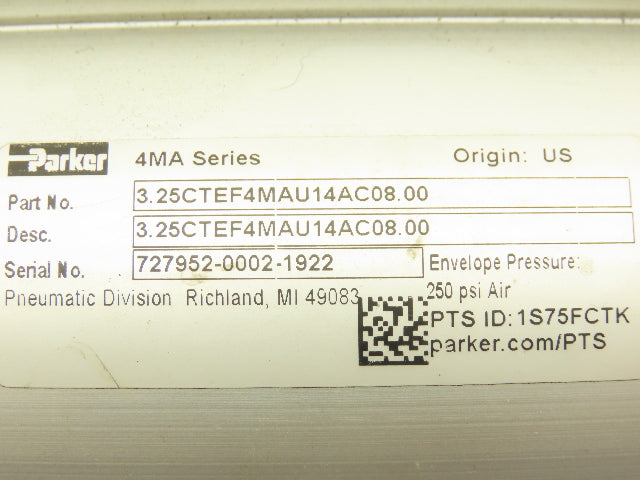 Parker 4MA Series Origin: US
Part No. 3.25CTEF4MAU14AC08.00
Desc. 3.25CTEF4MAU14AC08.00
Serial No. 727952-0002-1922 Envelope Pressure:
Pneumatic Division Richland, MI 49083 250 psi Air
PTS ID:1S75FCTK
parker.com/PTS